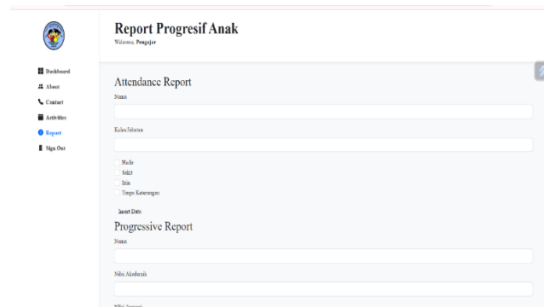 Report Progresif Anak
Welcome, Pengajar
Dashboard
About
Contact
Activities
Report
Sign Out
Attendance Report
Nama
Kelas
Hadir
Sakit
Izin
Tanpa Keterangan
Insert Data
Progressive Report
Nama
Nilai Akademik